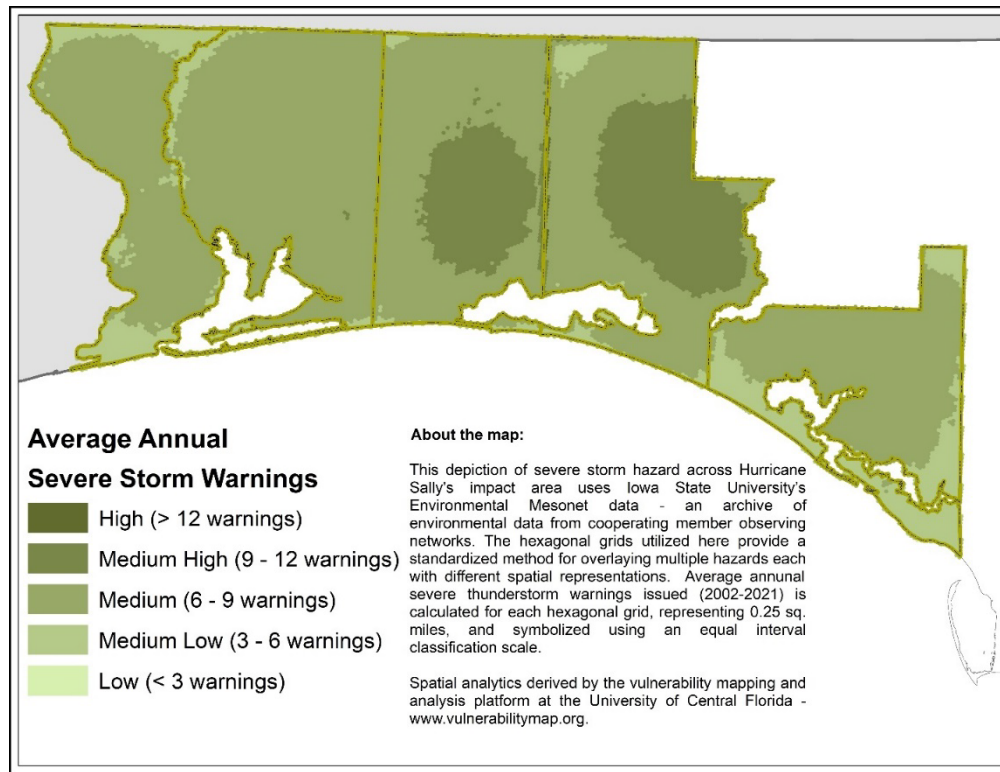 Average Annual
Severe Storm Warnings
High (> 12 warnings)
Medium High (9 - 12 warnings)
Medium (6 - 9 warnings)
Medium Low (3 - 6 warnings)
Low (< 3 warnings)
About the map:
This depiction of severe storm hazard across Hurricane
Sally's impact area uses Iowa State University's
Environmental Mesonet data - an archive of
environmental data from cooperating member observing
networks. The hexagonal grids utilized here provide a
standardized method for overlaying multiple hazards each
with different spatial representations. Average annunal
severe thunderstorm warnings issued (2002-2021) is
calculated for each hexagonal grid, representing 0.25 sq.
miles, and symbolized using an equal interval
classification scale.
Spatial analytics derived by the vulnerability mapping and
analysis platform at the University of Central Florida -
www.vulnerabilitymap.org.